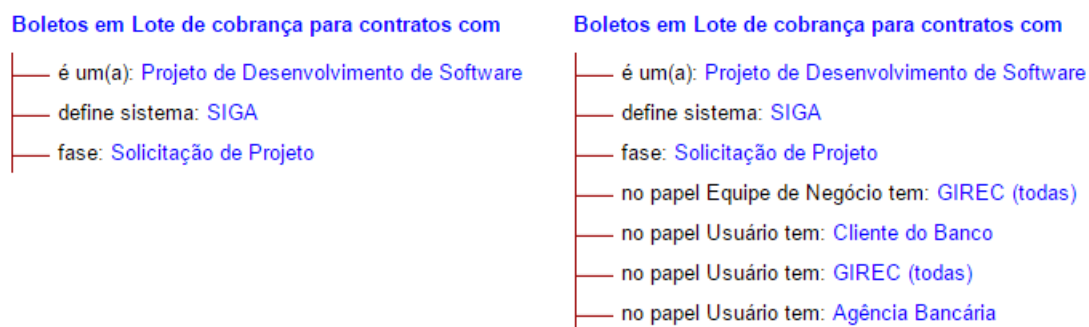 Boletos em Lote de cobrança para contratos com
é um(a): Projeto de Desenvolvimento de Software
define sistema: SIGA
fase: Solicitação de Projeto
Boletos em Lote de cobrança para contratos com
é um(a): Projeto de Desenvolvimento de Software
define sistema: SIGA
fase: Solicitação de Projeto
no papel Equipe de Negócio tem: GIREC (todas)
no papel Usuário tem: Cliente do Banco
no papel Usuário tem: GIREC (todas)
no papel Usuário tem: Agência Bancária